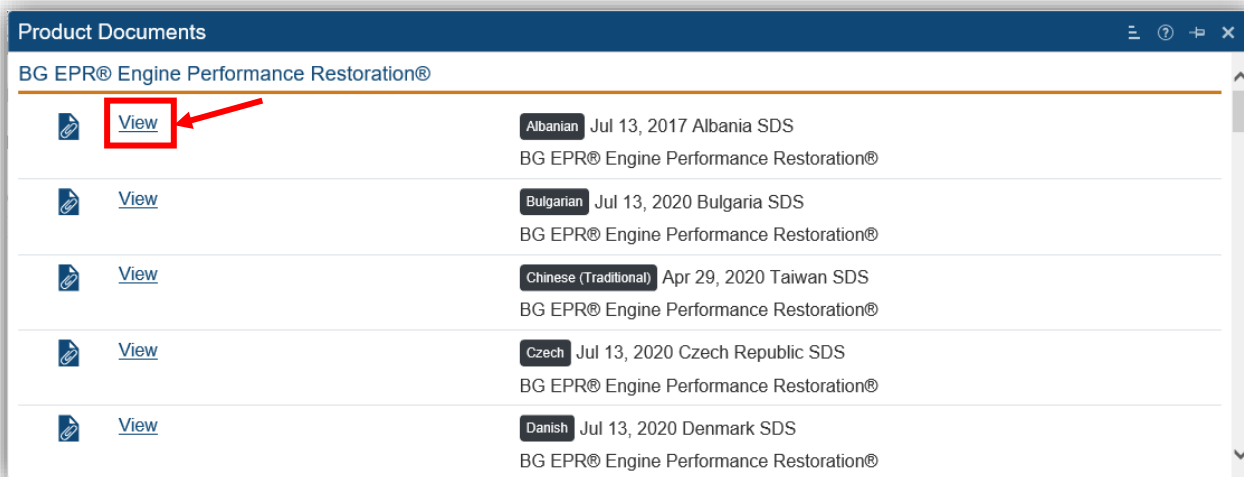 Product Documents
BG EPR® Engine Performance Restoration®
View Albanian Jul 13, 2017 Albania SDS
BG EPR® Engine Performance Restoration®
View Bulgarian Jul 13, 2020 Bulgaria SDS
BG EPR® Engine Performance Restoration®
View Chinese (Traditional) Apr 29, 2020 Taiwan SDS
BG EPR® Engine Performance Restoration®
View Czech Jul 13, 2020 Czech Republic SDS
BG EPR® Engine Performance Restoration®
View Danish Jul 13, 2020 Denmark SDS
BG EPR® Engine Performance Restoration®